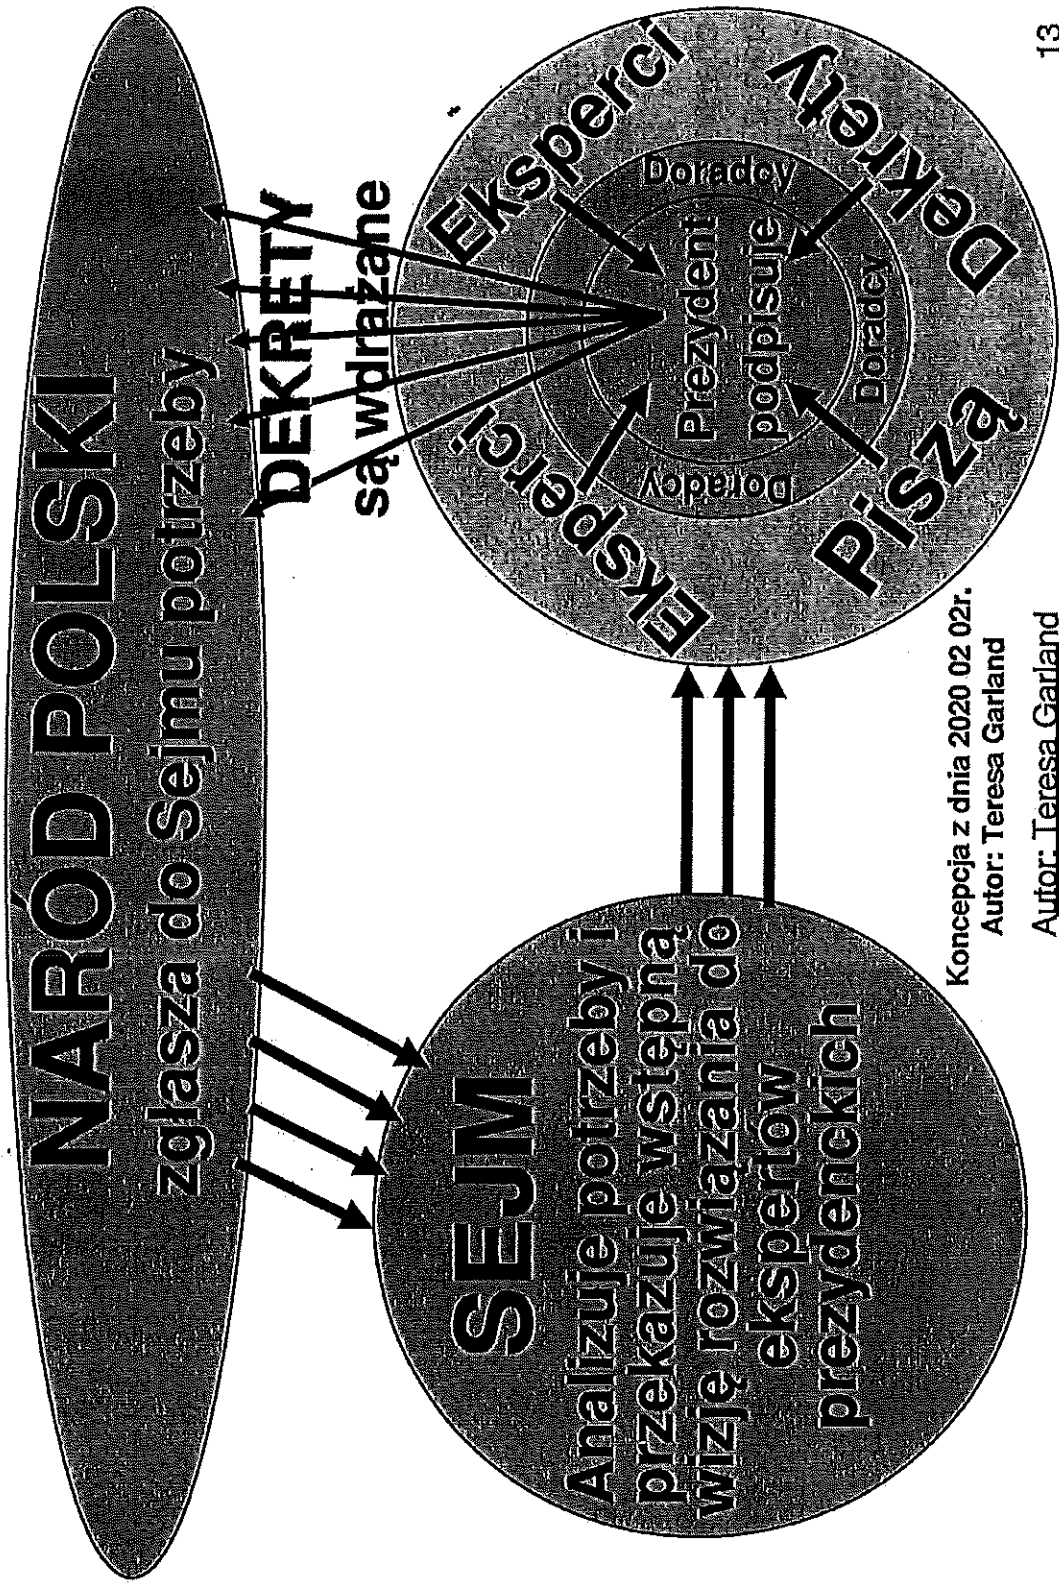 NARÓD POLSKI
zgłasza do Sejmu potrzeby
SEJM
Analizuje potrzeby i
przekazuje wstępną
wizję rozwiązania do
ekspertów
prezydenckich
DEKRETY
są wdrażane
Eksperci
Eksperci
Piszą
Dekrety
Doradcy
Doradcy
Doradcy
Prezydent
podpisuje
Koncepcja z dnia 2020 02 02r.
Autor: Teresa Garland
Autor: Teresa Garland
13